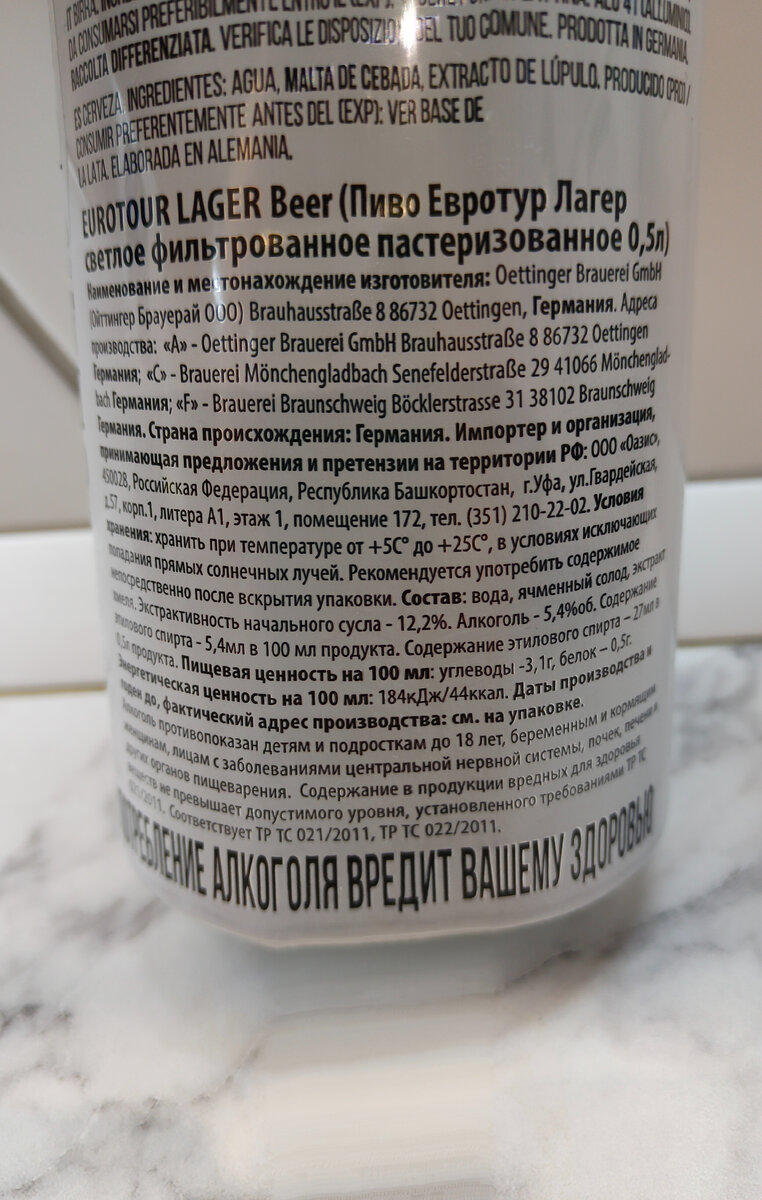 IT BIRRA.
DA CONSUMARSI PREFERIBILMENTE ENTRO IL (EXP):
RACCOLTA DIFFERENZIATA. VERIFICA LE DISPOSIZIONI DEL TUO COMUNE. PRODOTTA IN GERMANIA.
ES CERVEZA. INGREDIENTES: AGUA, MALTA DE CEBADA, EXTRACTO DE LÚPULO. PRODUCIDO (PRO) /
CONSUMIR PREFERENTEMENTE ANTES DEL (EXP): VER BASE DE
LA LATA. ELABORADA EN ALEMANIA.
EUROTOUR LAGER Beer (Пиво Евротур Лагер
светлое фильтрованное пастеризованное 0,5л)
Наименование и местонахождение изготовителя: Oettinger Brauerei GmbH
(Ойттингер Брауерай ООО) Brauhausstraße 8 86732 Oettingen, Германия. Адреса
производства: «А» - Oettinger Brauerei GmbH Brauhausstraße 8 86732 Oettingen
Германия; «С» - Brauerei Mönchengladbach Senefelderstraße 29 41066 Mönchenglad-
bach Германия; «F» - Brauerei Braunschweig Böcklerstrasse 31 38102 Braunschweig
Германия. Страна происхождения: Германия. Импортер и организация,
принимающая предложения и претензии на территории РФ: ООО «Оазис»,
450028, Российская Федерация, Республика Башкортостан, г.Уфа, ул.Гвардейская,
д.57, корп.1, литера А1, этаж 1, помещение 172, тел. (351) 210-22-02. Условия
хранения: хранить при температуре от +5С° до +25С°, в условиях исключающих
попадания прямых солнечных лучей. Рекомендуется употребить содержимое
непосредственно после вскрытия упаковки. Состав: вода, ячменный солод, экстракт
хмеля. Экстрактивность начального сусла - 12,2%. Алкоголь - 5,4%об. Содержание
этилового спирта - 5,4мл в 100 мл продукта. Содержание этилового спирта – 27мл в
0,5л продукта. Пищевая ценность на 100 мл: углеводы -3,1г, белок – 0,5г.
Энергетическая ценность на 100 мл: 184кДж/44ккал. Даты производства и
годен до, фактический адрес производства: см. на упаковке.
Алкоголь противопоказан детям и подросткам до 18 лет, беременным и кормящим
женщинам, лицам с заболеваниями центральной нервной системы, почек, печени и
других органов пищеварения. Содержание в продукции вредных для здоровья
веществ не превышает допустимого уровня, установленного требованиями ТР ТС
021/2011. Соответствует ТР ТС 021/2011, ТР ТС 022/2011.
ПОТРЕБЛЕНИЕ АЛКОГОЛЯ ВРЕДИТ ВАШЕМУ ЗДОРОВЬЮ